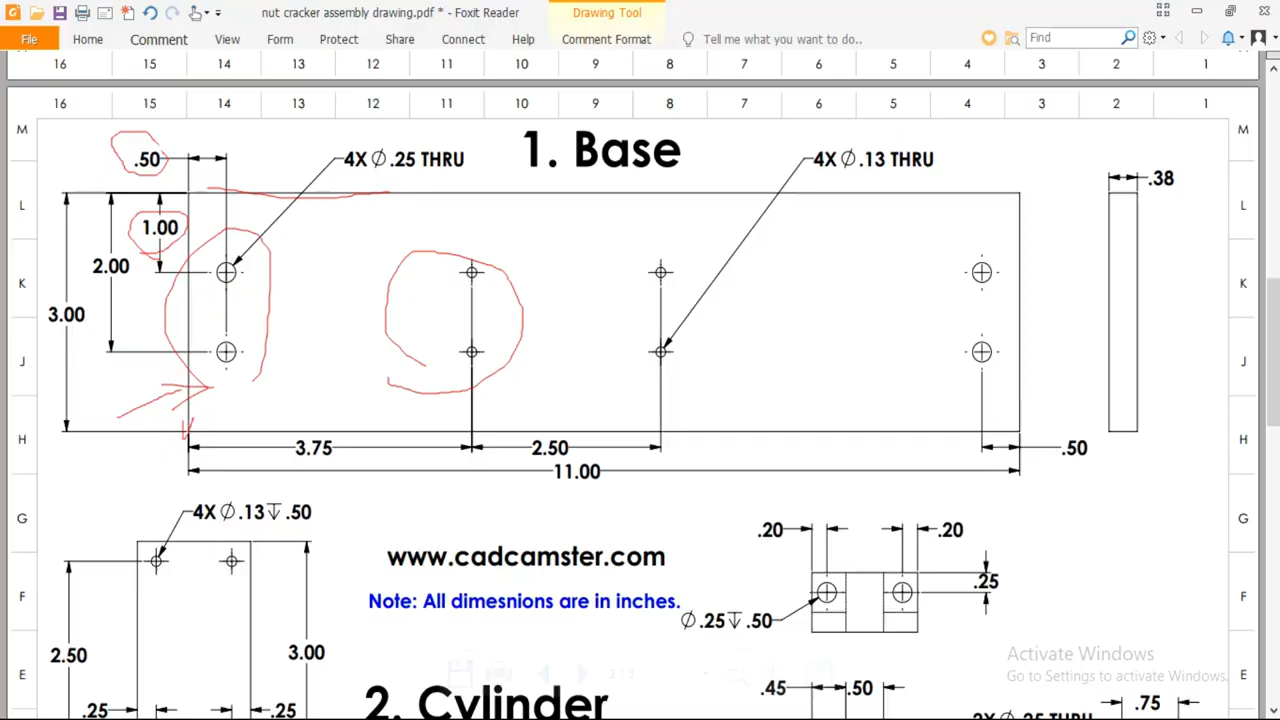 nut cracker assembly drawing.pdf * - Foxit Reader
Drawing Tool
File Home Comment View Form Protect Share Connect Help Comment Format Tell me what you want to do.. Find
16 15 14 13 12 11 10 9 8 7 6 5 4 3 2 1
16 15 14 13 12 11 10 9 8 7 6 5 4 3 2 1
M M
1. Base
.50 4X Ø .25 THRU 4X Ø .13 THRU
.38
L L
1.00
2.00
K K
3.00
J J
H H
3.75 2.50 .50
11.00
4X Ø .13 ↧ .50
G G
.20 .20
www.cadcamster.com
.25
F F
Note: All dimesnions are in inches.
Ø .25 ↧ .50
2.50 3.00
Activate Windows
Go to Settings to activate Windows.
E E
2 / 3
.45 .50
2. Cylinder
.75
.25 .25
2X Ø .25 THRU